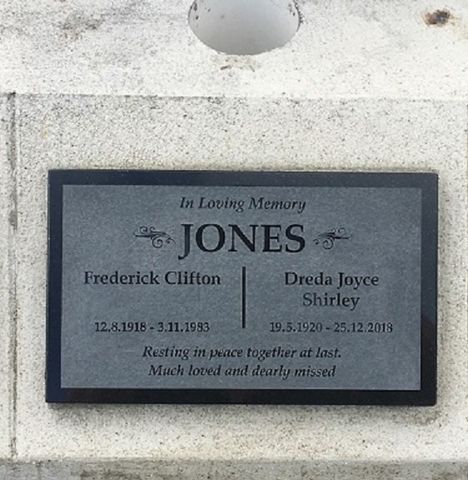 In Loving Memory
JONES
Frederick Clifton
12.8.1918 - 3.11.1983
Dreda Joyce
Shirley
19.5.1920 - 25.12.2018
Resting in peace together at last.
Much loved and dearly missed